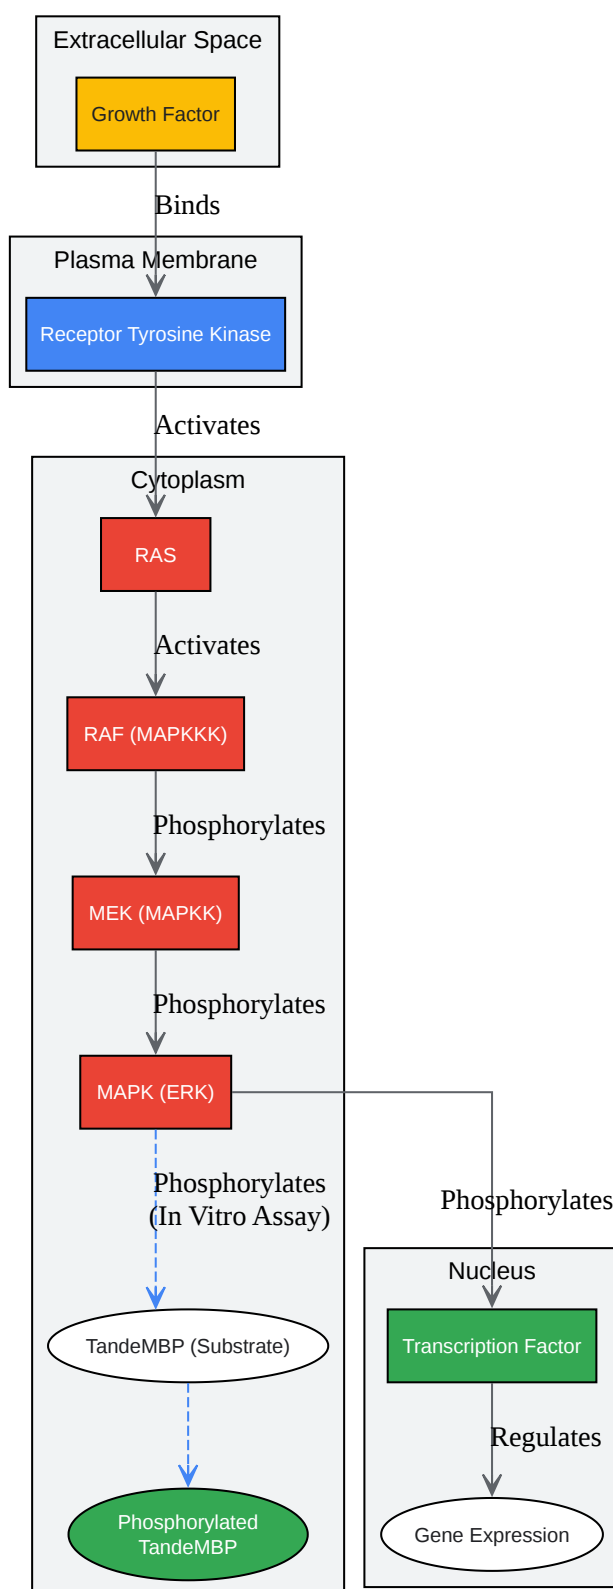 Extracellular Space
Growth Factor
Binds
Plasma Membrane
Receptor Tyrosine Kinase
Activates
Cytoplasm
RAS
Activates
RAF (MAPKKK)
Phosphorylates
MEK (MAPKK)
Phosphorylates
MAPK (ERK)
Phosphorylates
(In Vitro Assay)
Phosphorylates
Nucleus
TandeMBP (Substrate)
Transcription Factor
Regulates
Phosphorylated
TandeMBP
Gene Expression